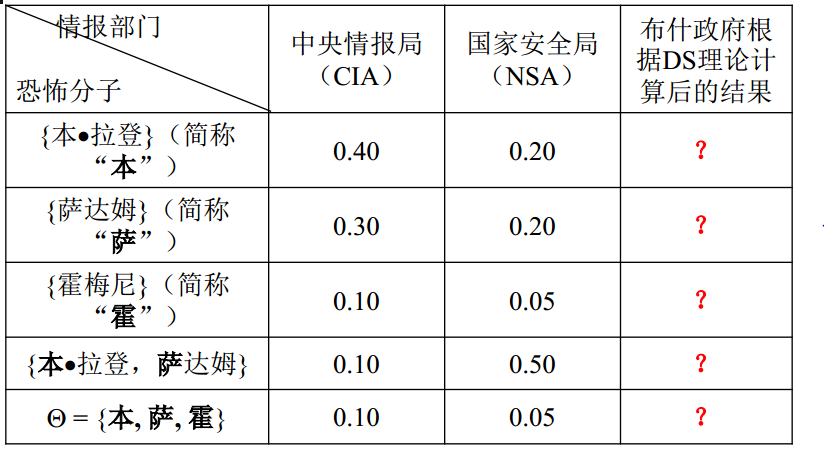 情报部门
恐怖分子
中央情报局
（CIA）
国家安全局
（NSA）
布什政府根
据DS理论计
算后的结果
{本•拉登}（简称
“本”）
0.40
0.20
？
{萨达姆}（简称
“萨”）
0.30
0.20
？
{霍梅尼}（简称
“霍”）
0.10
0.05
？
{本•拉登，萨达姆}
0.10
0.50
？
Θ = {本, 萨, 霍}
0.10
0.05
？